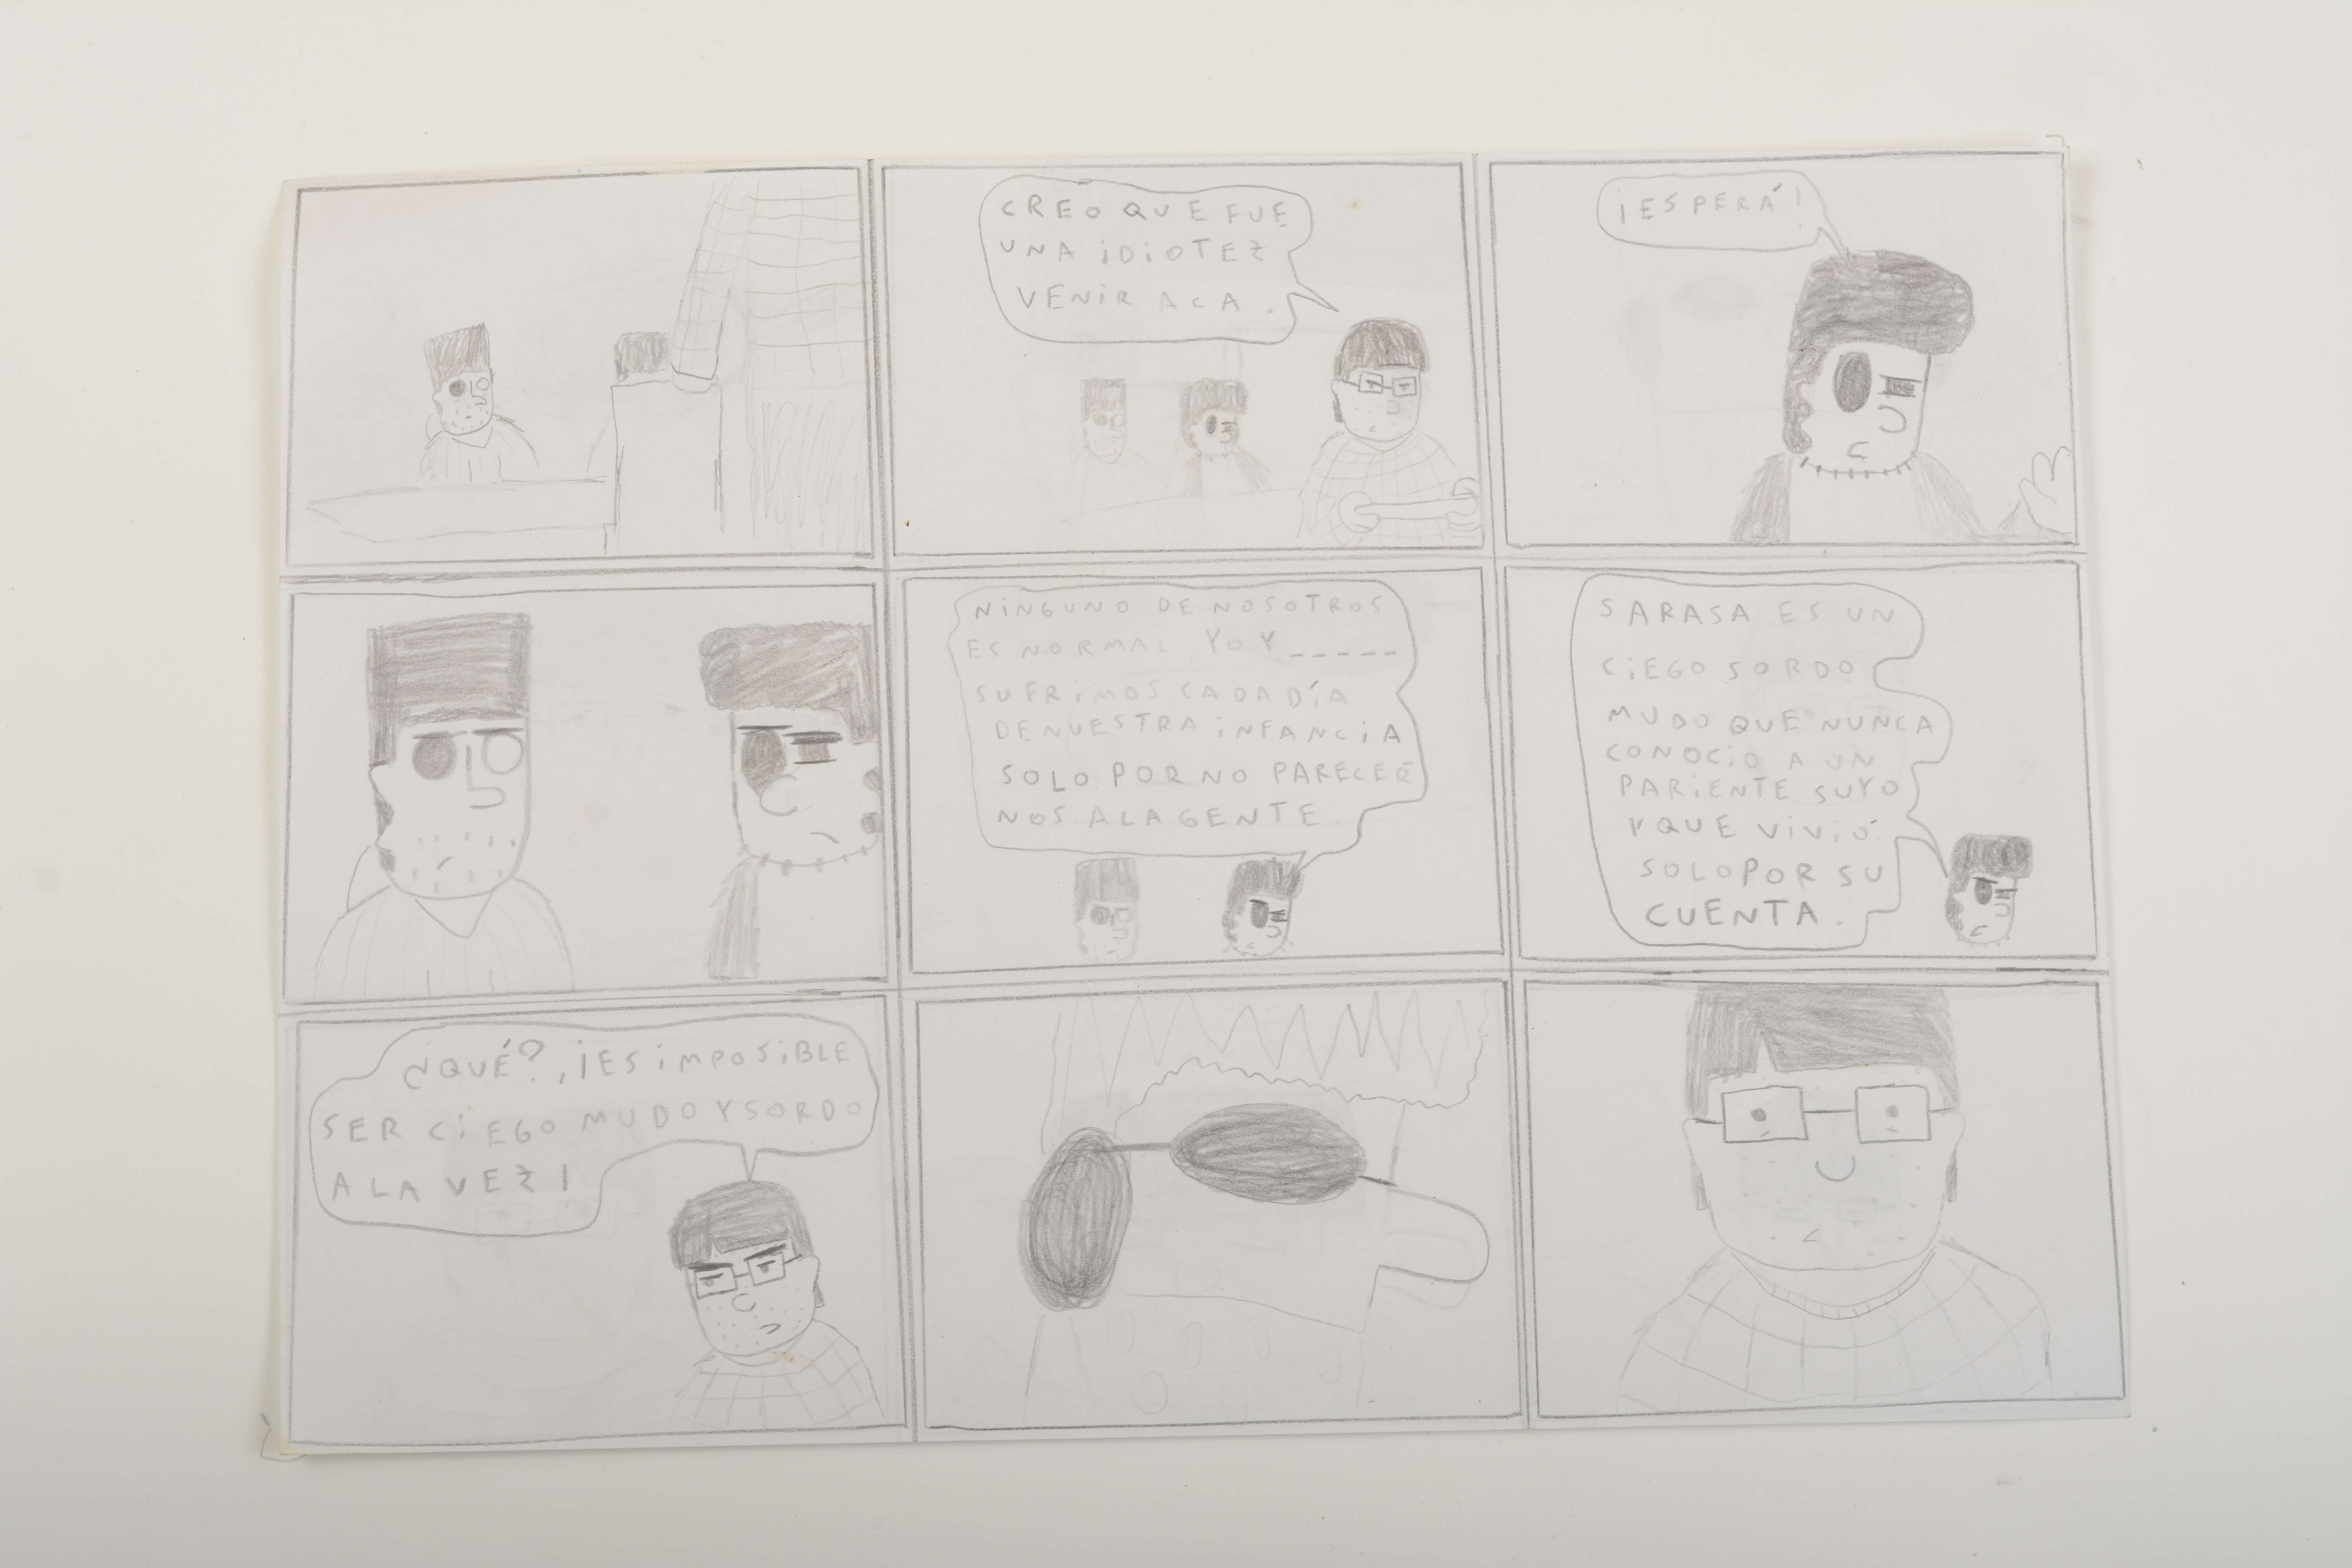 CREO QUE FUE
UNA IDIOTEZ
VENIR ACA.
¡ESPERÁ!
NINGUNO DE NOSOTROS
ES NORMAL, YO Y _____
SUFRIMOS CADA DÍA
DE NUESTRA INFANCIA
SOLO POR NO PARECER
NOS A LA GENTE.
SARASA ES UN
CIEGO SORDO
MUDO QUE NUNCA
CONOCIO A UN
PARIENTE SUYO
Y QUE VIVIÓ
SOLO POR SU
CUENTA.
¿QUÉ?, ¡ES IMPOSIBLE
SER CIEGO MUDO Y SORDO
A LA VEZ!